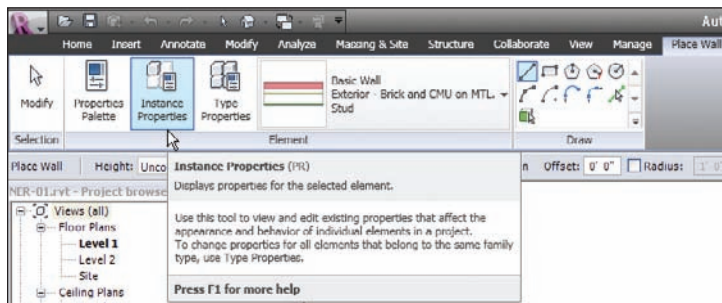 Aut
Home Insert Annotate Modify Analyze Massing & Site Structure Collaborate View Manage Place Wall
Modify
Properties Palette
Instance Properties
Type Properties
Basic Wall
Exterior - Brick and CMU on MTL. Stud
Selection Element Draw
Place Wall Height: Unco n Offset: 0' 0" Radius: 1' 0"
NER-01.rvt - Project browse
Views (all)
Floor Plans
Level 1
Level 2
Site
Ceiling Plans
Instance Properties (PR)
Displays properties for the selected element.
Use this tool to view and edit existing properties that affect the
appearance and behavior of individual elements in a project.
To change properties for all elements that belong to the same family
type, use Type Properties.
Press F1 for more help